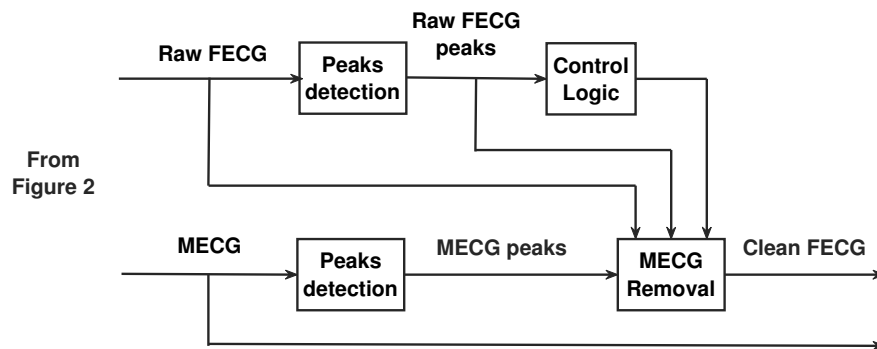 Raw FECG
Peaks
detection
Raw FECG
peaks
Control
Logic
From
Figure 2
MECG
Peaks
detection
MECG peaks
MECG
Removal
Clean FECG